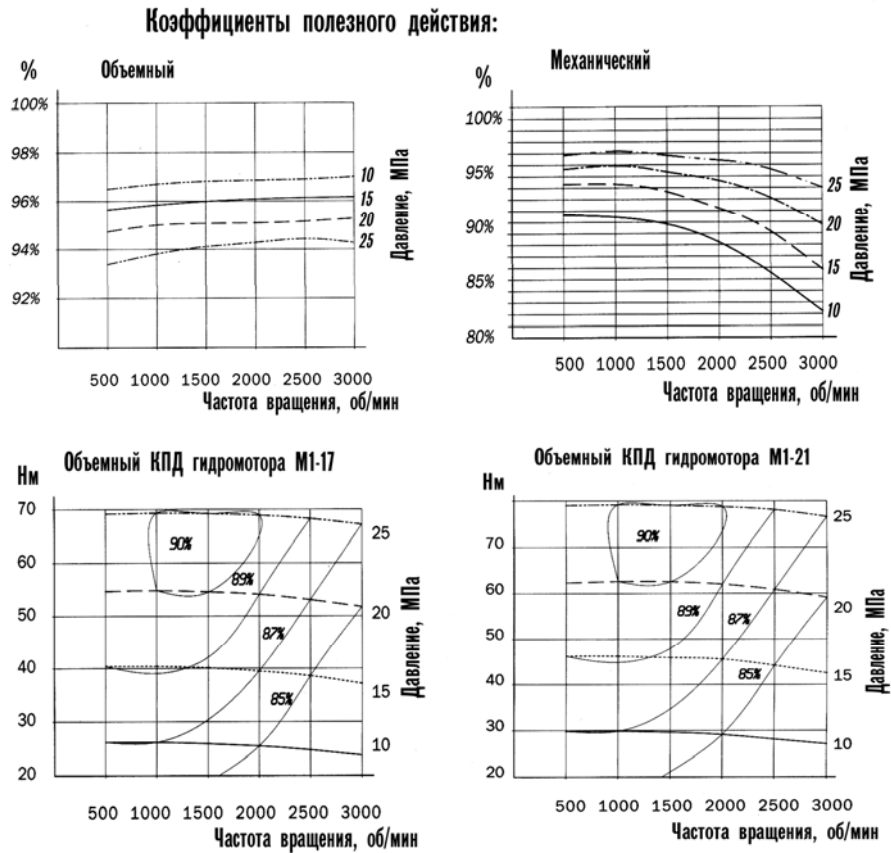 Коэффициенты полезного действия:
% Объемный
100%
98%
96%
94%
92%
10
15
20
25
Давление, МПа
500 1000 1500 2000 2500 3000
Частота вращения, об/мин
% Механический
100%
95%
90%
85%
80%
25
20
15
10
Давление, МПа
500 1000 1500 2000 2500 3000
Частота вращения, об/мин
Нм Объемный КПД гидромотора М1-17
70
60
50
40
30
20
90%
89%
87%
85%
25
20
15
10
Давление, МПа
500 1000 1500 2000 2500 3000
Частота вращения, об/мин
Нм Объемный КПД гидромотора М1-21
70
60
50
40
30
20
90%
89%
87%
85%
25
20
15
10
Давление, МПа
500 1000 1500 2000 2500 3000
Частота вращения, об/мин